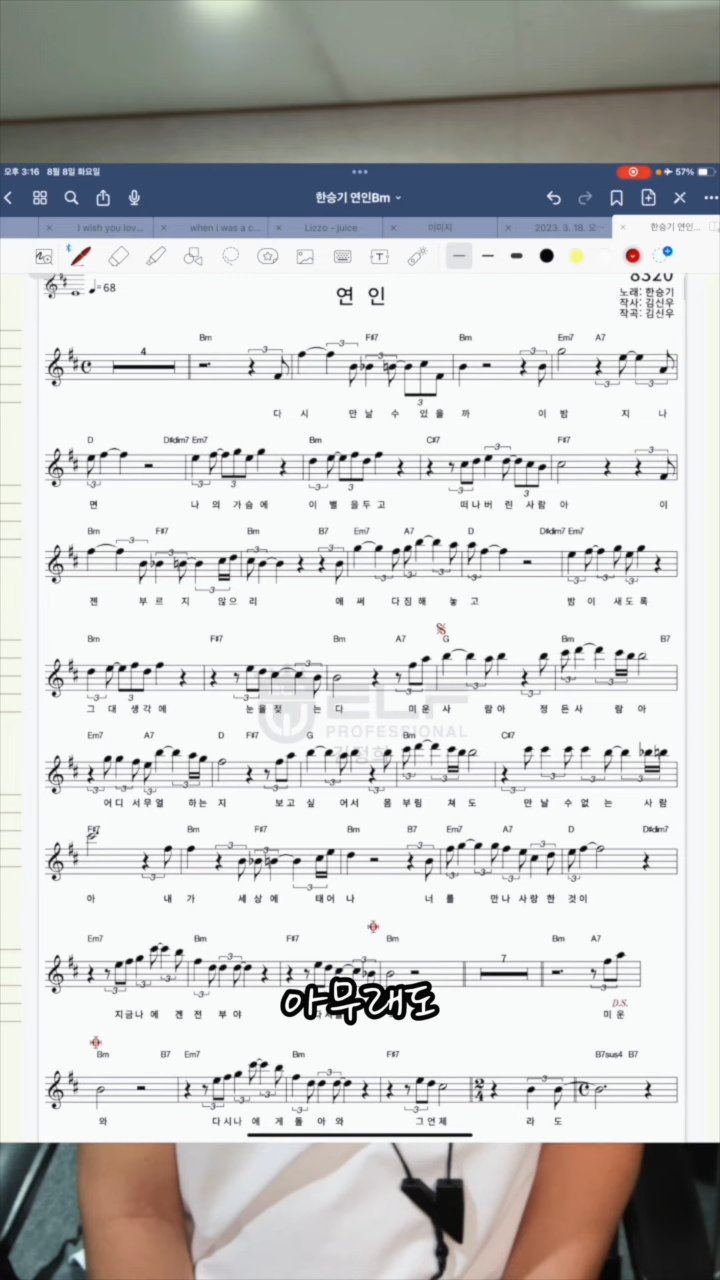 오후 3:16 8월 8일 화요일 57%
한승기 연인Bm
I wish you lov... when i was a c... Lizzo - juice 이미지 2023. 3. 18. 오... 한승기 연인...
♩=68
연 인
8320
노래: 한승기
작사: 김신우
작곡: 김신우
4 Bm F#7 Bm Em7 A7
다 시 만 날 수 있 을 까 이 밤 지 나
D D#dim7 Em7 Bm C#7 F#7
면 나 의 가 슴 에 이 별 을 두 고 떠 나 버 린 사 람 아 이
Bm F#7 Bm B7 Em7 A7 D D#dim7 Em7
젠 부 르 지 않 으 리 애 써 다 짐 해 놓 고 밤 이 새 도 록
Bm F#7 Bm A7 G Bm B7
그 대 생 각 에 눈 을 젖 는 다 미 운 사 람 아 정 든 사 람 아
ELF
PROFESSIONAL
Em7 A7 D F#7 G Bm C#7
어 디 서 무 얼 하 는 지 보 고 싶 어 서 몸 부 림 쳐 도 만 날 수 없 는 사 람
F#7 Bm F#7 Bm B7 Em7 A7 D D#dim7
아 내 가 세 상 에 태 어 나 너 를 만 나 사 랑 한 것 이
Em7 Bm F#7 Bm 7 Bm A7
D.S.
지 금 나 에 겐 전 부 야 미 운
아무래도
Bm B7 Em7 Bm F#7 B7sus4 B7
와 다 시 나 에 게 돌 아 와 그 언 제 라 도